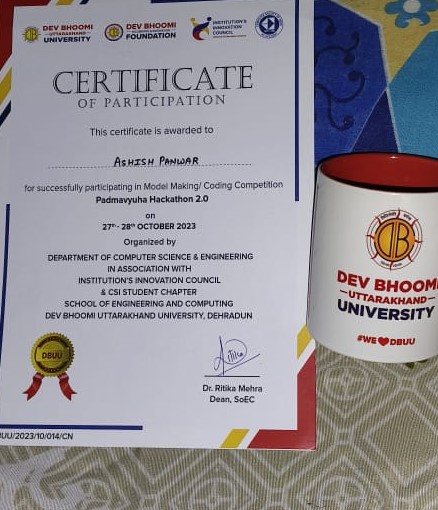 DEV BHOOMI
UTTARAKHAND
UNIVERSITY
DEV BHOOMI
FOUNDATION
INSTITUTION'S
INNOVATION
COUNCIL
CERTIFICATE
OF PARTICIPATION
This certificate is awarded to
ASHISH PANWAR
for successfully participating in Model Making/ Coding Competition
Padmavyuha Hackathon 2.0
on
27th- 28th OCTOBER 2023
Organized by
DEPARTMENT OF COMPUTER SCIENCE & ENGINEERING
IN ASSOCIATION WITH
INSTITUTION'S INNOVATION COUNCIL
& CSI STUDENT CHAPTER
SCHOOL OF ENGINEERING AND COMPUTING
DEV BHOOMI UTTARAKHAND UNIVERSITY, DEHRADUN
DBUU
Ritika
Dr. Ritika Mehra
Dean, SoEC
BUU/2023/10/014/CN
DEV BHOOMI
UTTARAKHAND
UNIVERSITY
#WE❤DBUU